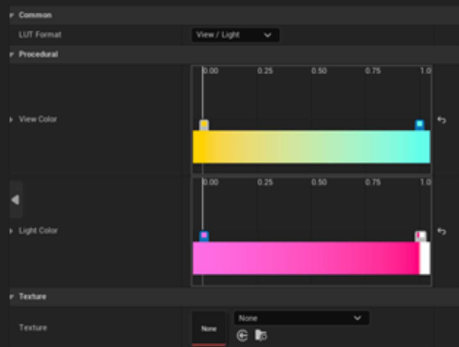 Common
LUT Format View / Light
Procedural
0.00 0.25 0.50 0.75 1.0
View Color
0.00 0.25 0.50 0.75 1.0
Light Color
Texture
None
Texture None